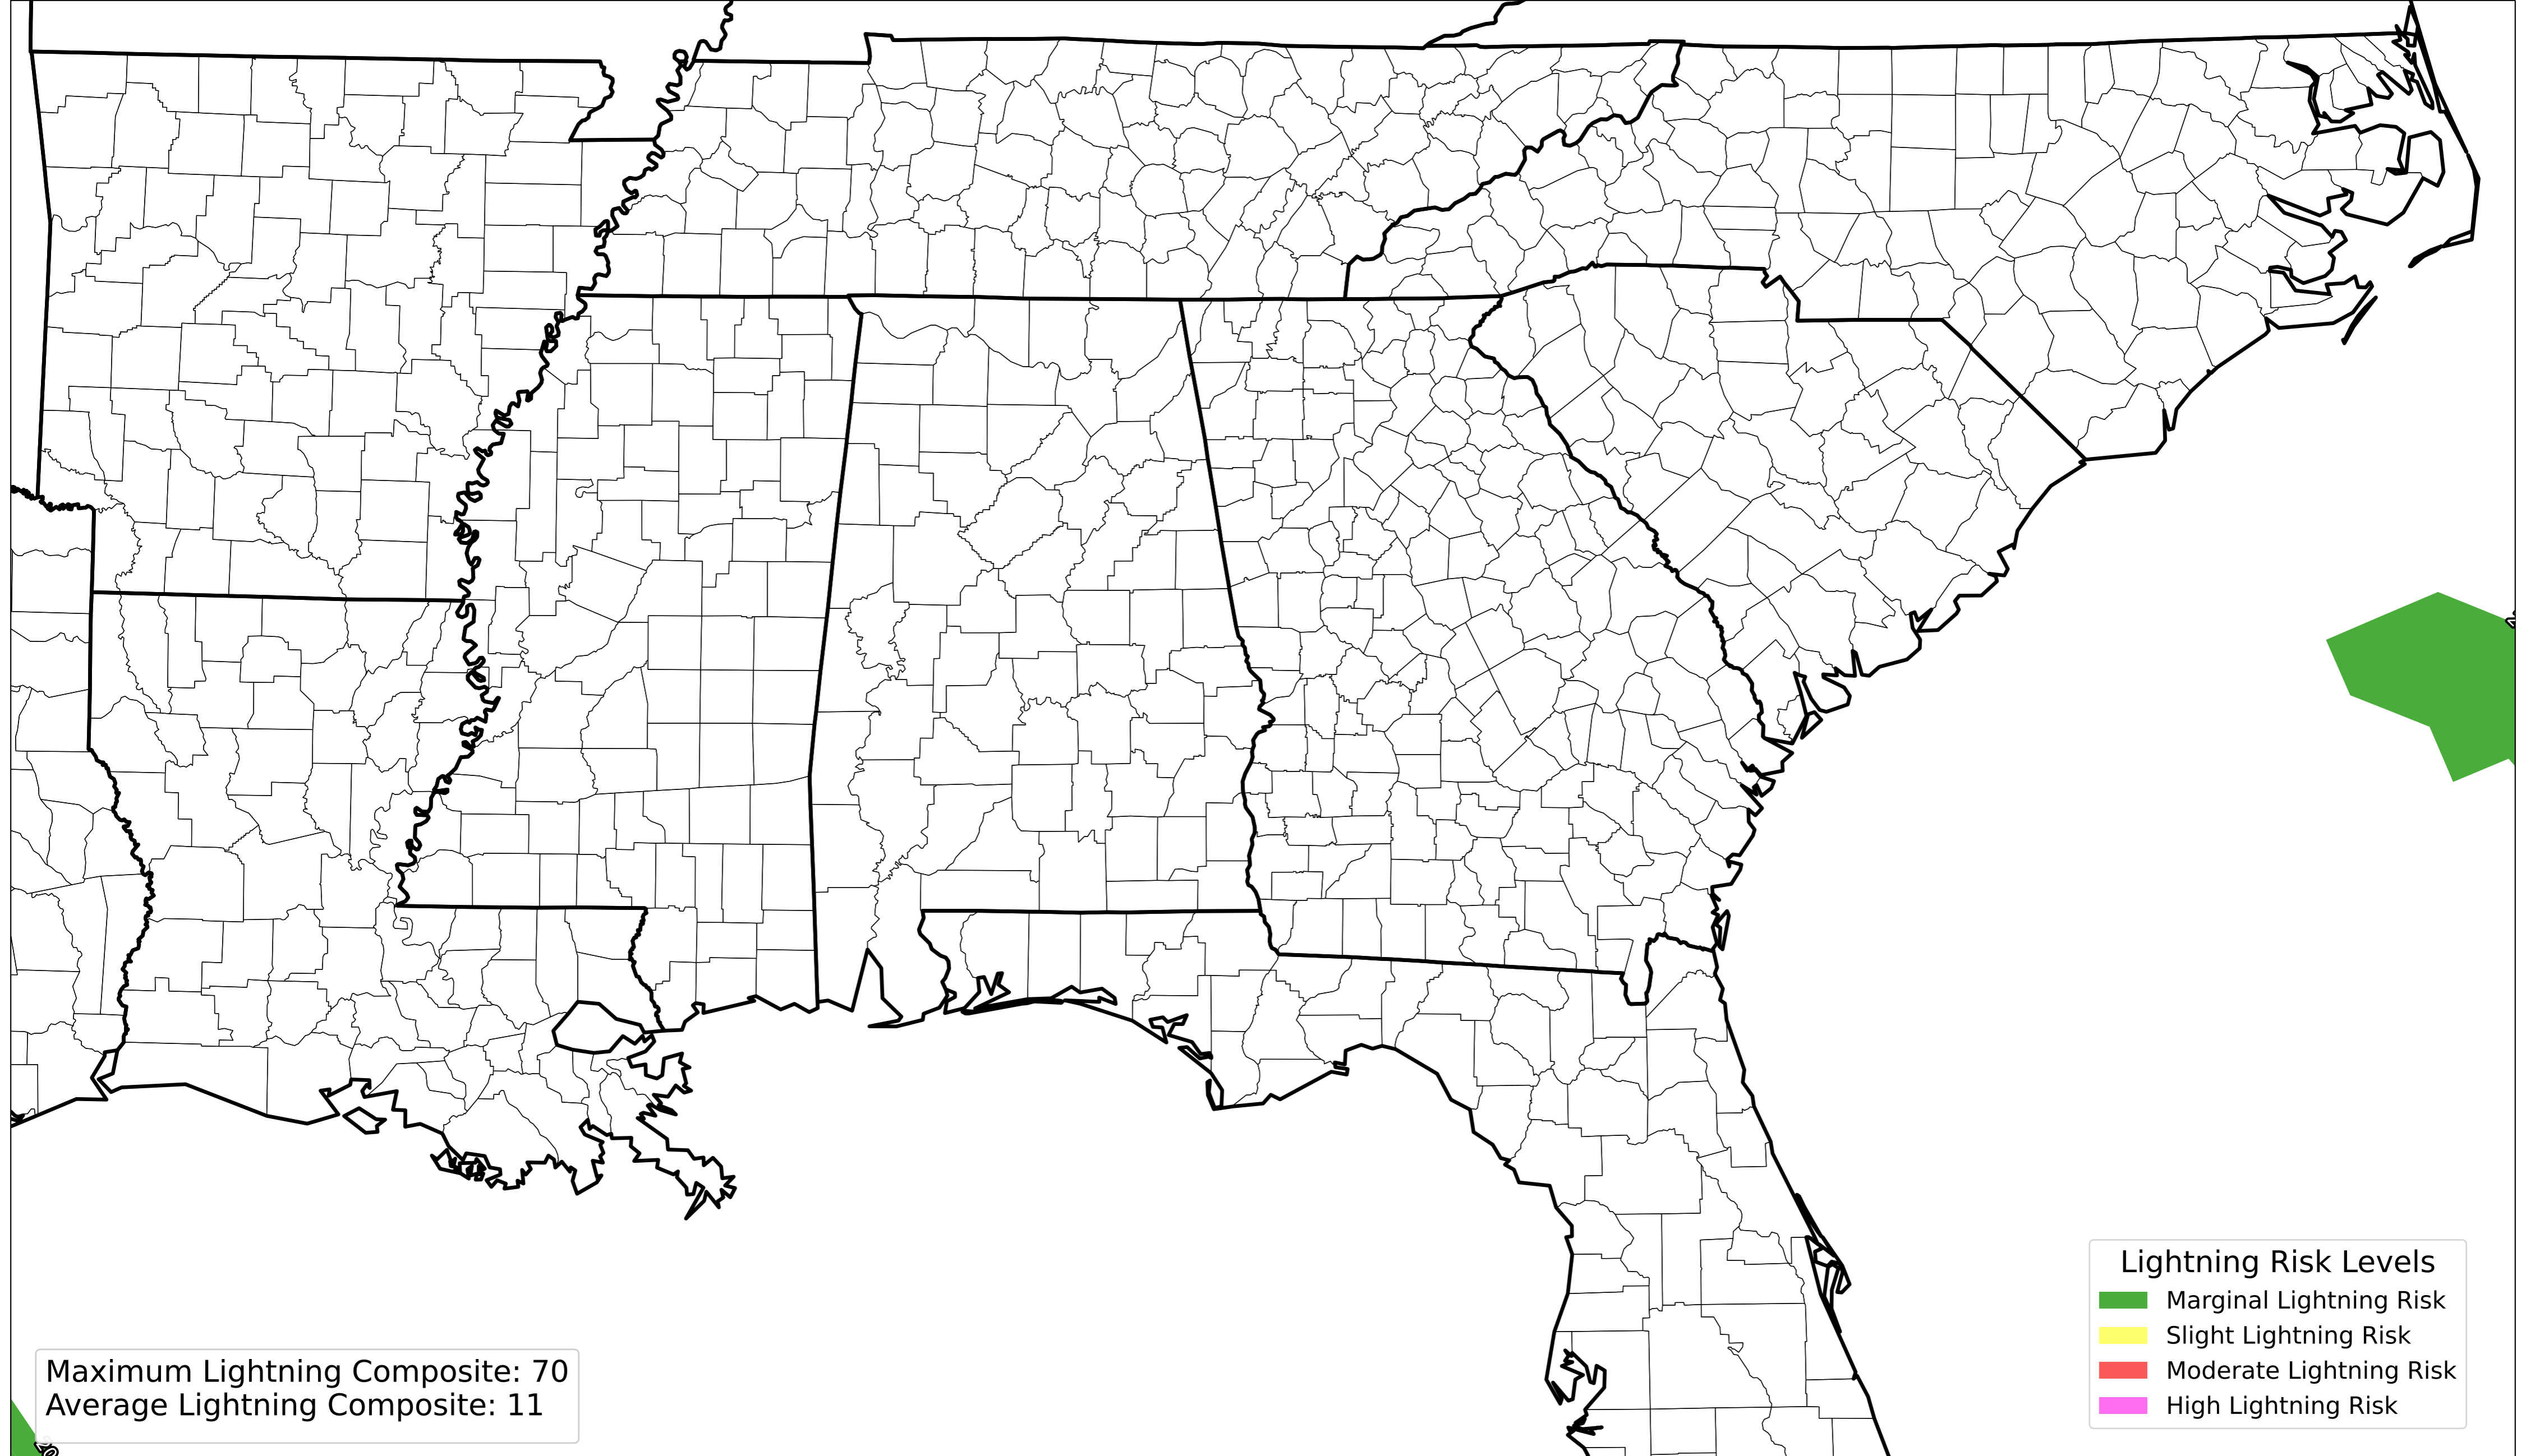 Lightning Risk Levels
Marginal Lightning Risk
Slight Lightning Risk
Moderate Lightning Risk
High Lightning Risk
Maximum Lightning Composite: 70
Average Lightning Composite: 11